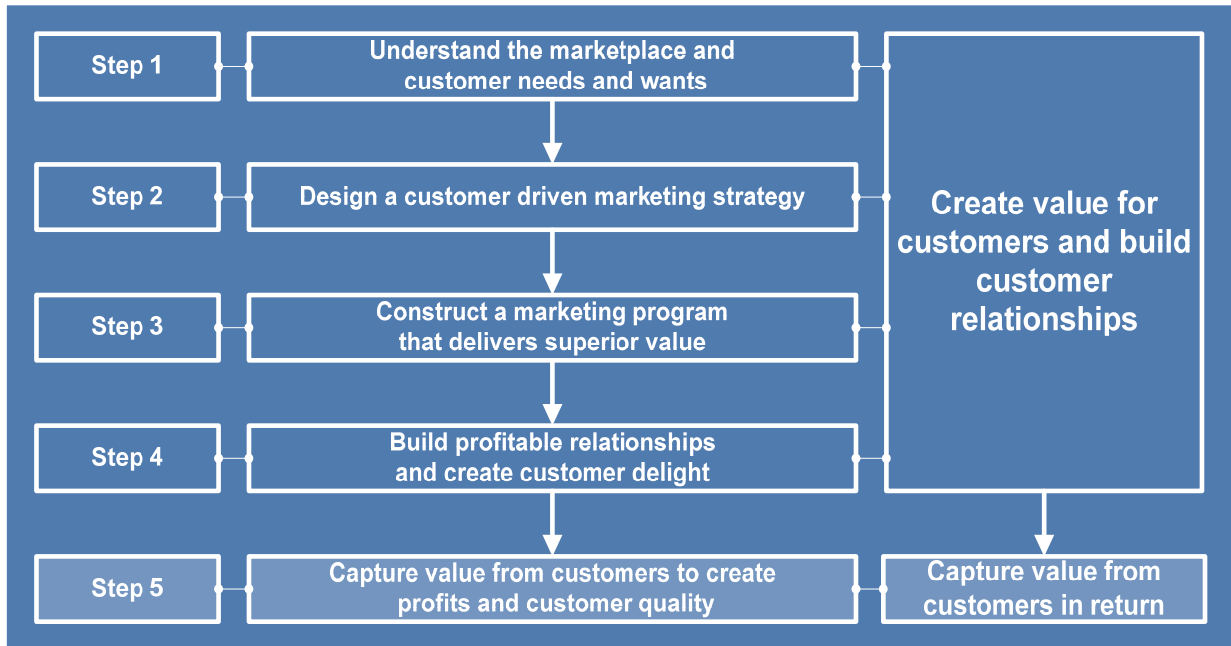 Step 1
Understand the marketplace and
customer needs and wants
Step 2
Design a customer driven marketing strategy
Step 3
Construct a marketing program
that delivers superior value
Step 4
Build profitable relationships
and create customer delight
Step 5
Capture value from customers to create
profits and customer quality
Create value for
customers and build
customer
relationships
Capture value from
customers in return